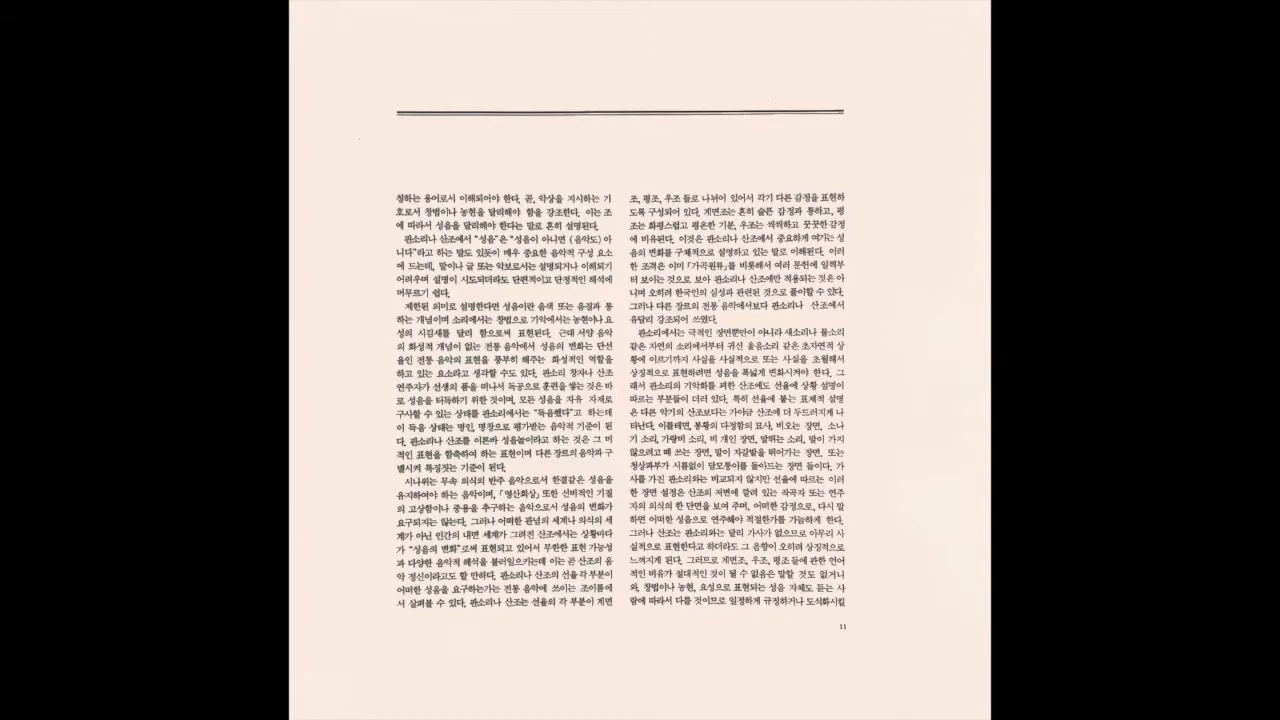 칭하는 용어로서 이해되어야 한다. 곧, 악상을 지시하는 기
호로서 창법이나 농현을 달리해야 함을 강조한다. 이는 조
에 따라서 성음을 달리해야 한다는 말로 흔히 설명된다.
판소리나 산조에서 “성음”은 “성음이 아니면 (음악도) 아
니다”라고 하는 말도 있듯이 매우 중요한 음악적 구성 요소
에 드는데, 말이나 글 또는 악보로서는 설명되거나 이해되기
어려우며 설명이 시도되더라도 단편적이고 단정적인 해석에
머무르기 쉽다.
제한된 의미로 설명한다면 성음이란 음색 또는 음질과 통
하는 개념이며 소리에서는 창법으로 기악에서는 농현이나 요
성의 시김새를 달리 함으로써 표현된다. 근대 서양 음악
의 화성적 개념이 없는 전통 음악에서 성음의 변화는 단선
율인 전통 음악의 표현을 풍부히 해주는 화성적인 역할을
하고 있는 요소라고 생각할 수도 있다. 판소리 창자나 산조
연주자가 선생의 품을 떠나서 독공으로 훈련을 쌓는 것은 바
로 성음을 터득하기 위한 것이며, 모든 성음을 자유 자재로
구사할 수 있는 상태를 판소리에서는 “득음했다”고 하는데
이 득음 상태는 명인, 명창으로 평가받는 음악적 기준이 된
다. 판소리나 산조를 이른바 성음놀이라고 하는 것은 그 미
적인 표현을 함축하여 하는 표현이며 다른 장르의 음악과 구
별시켜 특징짓는 기준이 된다.
시나위는 무속 의식의 반주 음악으로서 한결같은 성음을
유지하여야 하는 음악이며, 「영산회상」 또한 선비적인 기질
의 고상함이나 중용을 추구하는 음악으로서 성음의 변화가
요구되지는 않는다. 그러나 어떠한 관념의 세계나 의식의 세
계가 아닌 인간의 내면 세계가 그려진 산조에서는 상황마다
가 “성음의 변화”로써 표현되고 있어서 무한한 표현 가능성
과 다양한 음악적 해석을 불러일으키는데 이는 곧 산조의 음
악 정신이라고도 할 만하다. 판소리나 산조의 선율 각 부분이
어떠한 성음을 요구하는가는 전통 음악에 쓰이는 조이름에
서 살펴볼 수 있다. 판소리나 산조는 선율의 각 부분이 계면
조, 평조, 우조 들로 나뉘어 있어서 각기 다른 감정을 표현하
도록 구성되어 있다. 계면조는 흔히 슬픈 감정과 통하고, 평
조는 화평스럽고 평온한 기분, 우조는 씩씩하고 꿋꿋한 감정
에 비유된다. 이것은 판소리나 산조에서 중요하게 여기는 성
음의 변화를 구체적으로 설명하고 있는 말로 이해된다. 이러
한 조격은 이미 「가곡원류」를 비롯해서 여러 문헌에 일찍부
터 보이는 것으로 보아 판소리나 산조에만 적용되는 것은 아
니며 오히려 한국인의 심성과 관련된 것으로 풀이할 수 있다.
그러나 다른 장르의 전통 음악에서보다 판소리나 산조에서
유달리 강조되어 쓰였다.
판소리에서는 극적인 장면뿐만이 아니라 새소리나 물소리
같은 자연의 소리에서부터 귀신 울음소리 같은 초자연적 상
황에 이르기까지 사실을 사실적으로 또는 사실을 초월해서
상징적으로 표현하려면 성음을 폭넓게 변화시켜야 한다. 그
래서 판소리의 기악화를 꾀한 산조에도 선율에 상황 설명이
따르는 부분들이 더러 있다. 특히 선율에 붙는 표제적 설명
은 다른 악기의 산조보다는 가야금 산조에 더 두드러지게 나
타난다. 이를테면, 봉황의 다정함의 묘사, 비오는 장면, 소나
기 소리, 가랑비 소리, 비 개인 장면, 말뛰는 소리, 말이 가지
않으려고 떼 쓰는 장면, 말이 자갈밭을 뛰어가는 장면, 또는
청상과부가 시름없이 담모퉁이를 돌아드는 장면 들이다. 가
사를 가진 판소리와는 비교되지 않지만 선율에 따르는 이러
한 장면 설정은 산조의 저변에 깔려 있는 작곡자 또는 연주
자의 의식의 한 단면을 보여 주며, 어떠한 감정으로, 다시 말
하면 어떠한 성음으로 연주해야 적절한가를 가늠하게 한다.
그러나 산조는 판소리와는 달리 가사가 없으므로 아무리 사
실적으로 표현한다고 하더라도 그 음향이 오히려 상징적으로
느껴지게 된다. 그러므로 계면조, 우조, 평조 들에 관한 언어
적인 비유가 절대적인 것이 될 수 없음은 말할 것도 없거니
와, 창법이나 농현, 요성으로 표현되는 성음 자체도 듣는 사
람에 따라서 다를 것이므로 일정하게 규정하거나 도식화시킬
11